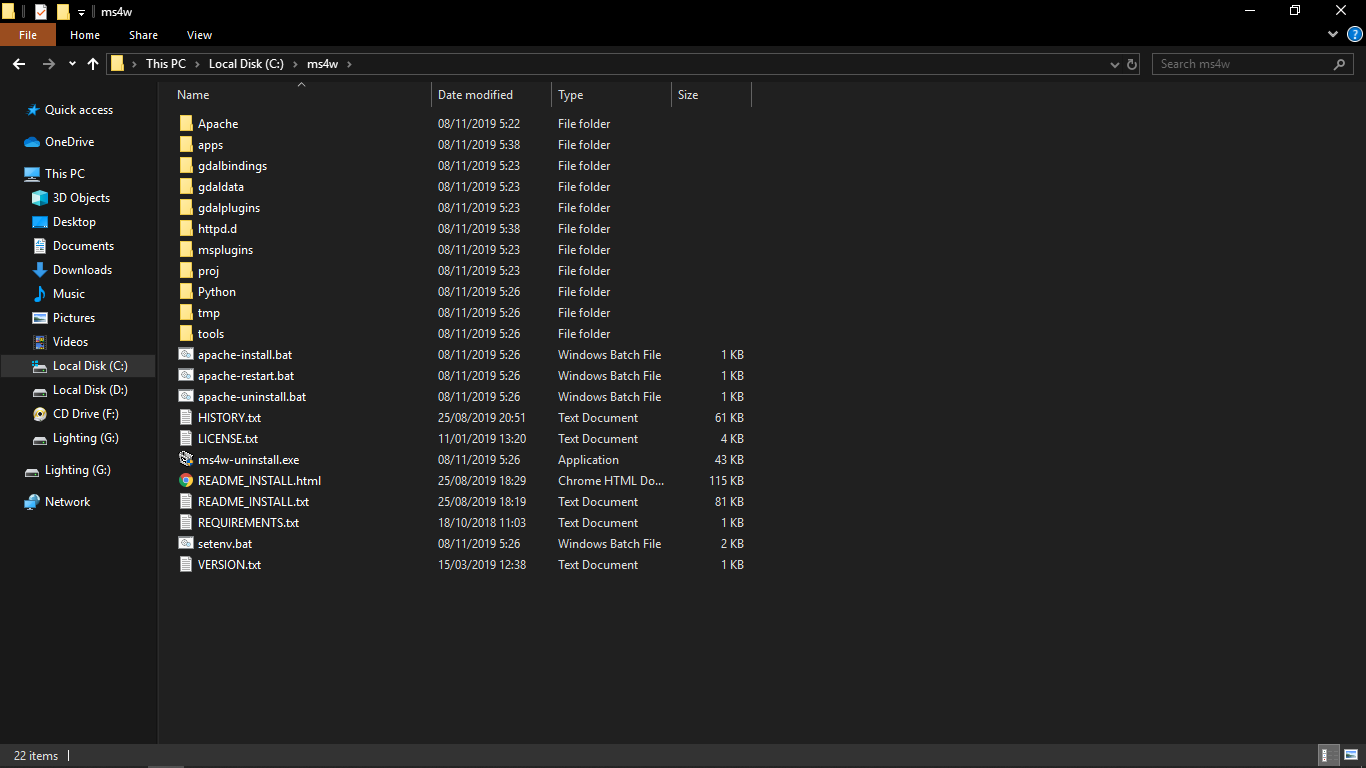 ms4w
File Home Share View
This PC Local Disk (C:) ms4w Search ms4w
Name Date modified Type Size
Quick access
OneDrive
This PC
3D Objects
Desktop
Documents
Downloads
Music
Pictures
Videos
Local Disk (C:)
Local Disk (D:)
CD Drive (F:)
Lighting (G:)
Lighting (G:)
Network
Apache 08/11/2019 5:22 File folder
apps 08/11/2019 5:38 File folder
gdalbindings 08/11/2019 5:23 File folder
gdaldata 08/11/2019 5:23 File folder
gdalplugins 08/11/2019 5:23 File folder
httpd.d 08/11/2019 5:38 File folder
msplugins 08/11/2019 5:23 File folder
proj 08/11/2019 5:23 File folder
Python 08/11/2019 5:26 File folder
tmp 08/11/2019 5:26 File folder
tools 08/11/2019 5:26 File folder
apache-install.bat 08/11/2019 5:26 Windows Batch File 1 KB
apache-restart.bat 08/11/2019 5:26 Windows Batch File 1 KB
apache-uninstall.bat 08/11/2019 5:26 Windows Batch File 1 KB
HISTORY.txt 25/08/2019 20:51 Text Document 61 KB
LICENSE.txt 11/01/2019 13:20 Text Document 4 KB
ms4w-uninstall.exe 08/11/2019 5:26 Application 43 KB
README_INSTALL.html 25/08/2019 18:29 Chrome HTML Do... 115 KB
README_INSTALL.txt 25/08/2019 18:19 Text Document 81 KB
REQUIREMENTS.txt 18/10/2018 11:03 Text Document 1 KB
setenv.bat 08/11/2019 5:26 Windows Batch File 2 KB
VERSION.txt 15/03/2019 12:38 Text Document 1 KB
22 items